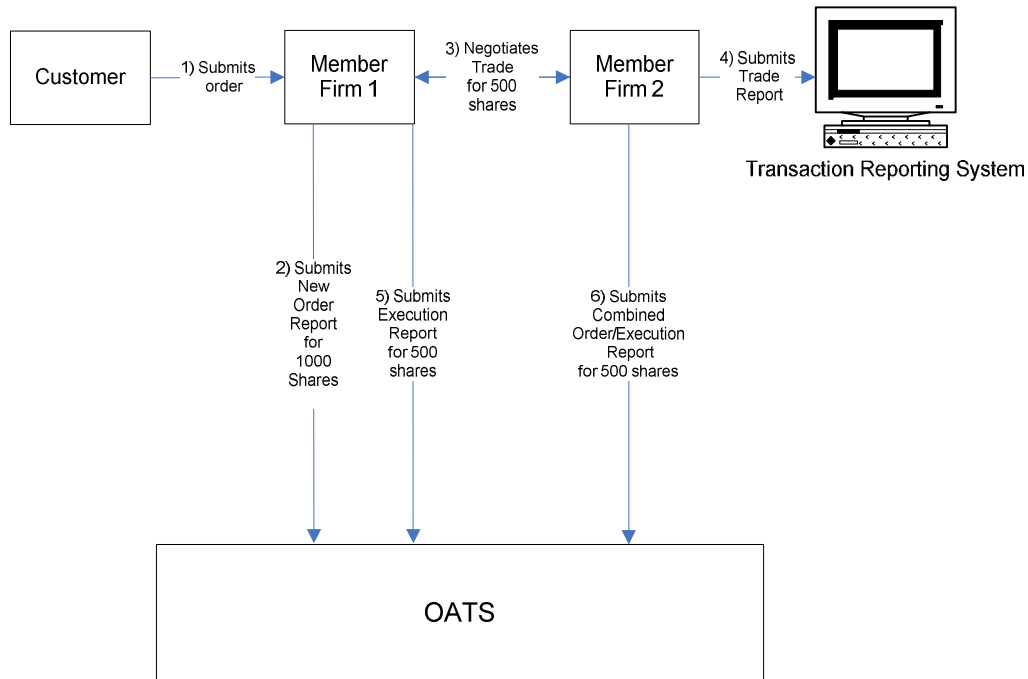 Customer
1) Submits
order
Member
Firm 1
3) Negotiates
Trade
for 500
shares
Member
Firm 2
4) Submits
Trade
Report
Transaction Reporting System
2) Submits
New
Order
Report
for
1000
Shares
5) Submits
Execution
Report
for 500
shares
6) Submits
Combined
Order/Execution
Report
for 500 shares
OATS